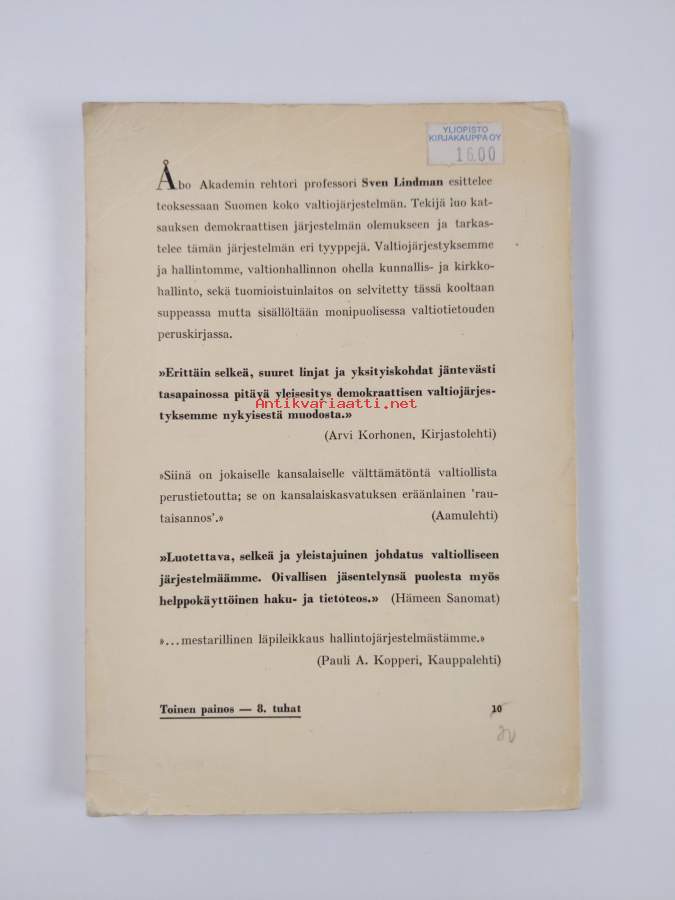 YLIOPISTO
KIRJAKAUPPA OY
16.00
Åbo Akademin rehtori professori Sven Lindman esittelee
teoksessaan Suomen koko valtiojärjestelmän. Tekijä luo kat-
sauksen demokraattisen järjestelmän olemukseen ja tarkas-
telee tämän järjestelmän eri tyyppejä. Valtiojärjestyksemme
ja hallintomme, valtionhallinnon ohella kunnallis- ja kirkko-
hallinto, sekä tuomioistuinlaitos on selvitetty tässä kooltaan
suppeassa mutta sisällöltään monipuolisessa valtiotietouden
peruskirjassa.
»Erittäin selkeä, suuret linjat ja yksityiskohdat jäntevästi
tasapainossa pitävä yleisesitys demokraattisen valtiojärjes-
Antikvariaatti.net
tyksemme nykyisestä muodosta.»
(Arvi Korhonen, Kirjastolehti)
»Siinä on jokaiselle kansalaiselle välttämätöntä valtiollista
perustietoutta; se on kansalaiskasvatuksen eräänlainen 'rau-
taisannos'.» (Aamulehti)
»Luotettava, selkeä ja yleistajuinen johdatus valtiolliseen
järjestelmäämme. Oivallisen jäsentelynsä puolesta myös
helppokäyttöinen haku- ja tietoteos.» (Hämeen Sanomat)
»...mestarillinen läpileikkaus hallintojärjestelmästämme.»
(Pauli A. Kopperi, Kauppalehti)
Toinen painos — 8. tuhat 10